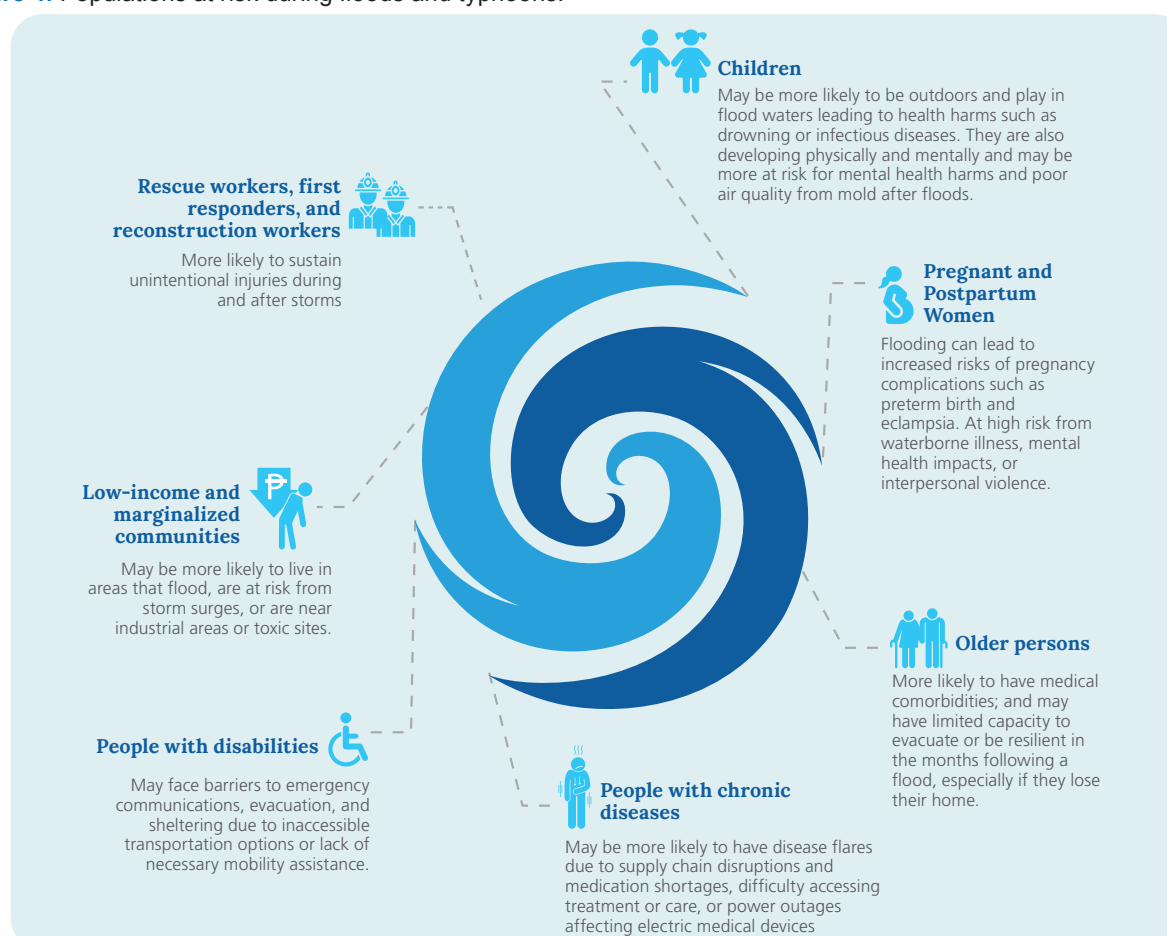 Populations at risk during floods and typhoons.
Children
May be more likely to be outdoors and play in
flood waters leading to health harms such as
drowning or infectious diseases. They are also
developing physically and mentally and may be
more at risk for mental health harms and poor
air quality from mold after floods.
Rescue workers, first
responders, and
reconstruction workers
More likely to sustain
unintentional injuries during
and after storms
Pregnant and
Postpartum
Women
Flooding can lead to
increased risks of pregnancy
complications such as
preterm birth and
eclampsia. At high risk from
waterborne illness, mental
health impacts, or
interpersonal violence.
Low-income and
marginalized
communities
May be more likely to live in
areas that flood, are at risk from
storm surges, or are near
industrial areas or toxic sites.
Older persons
More likely to have medical
comorbidities; and may
have limited capacity to
evacuate or be resilient in
the months following a
flood, especially if they lose
their home.
People with disabilities
May face barriers to emergency
communications, evacuation, and
sheltering due to inaccessible
transportation options or lack of
necessary mobility assistance.
People with chronic
diseases
May be more likely to have disease flares
due to supply chain disruptions and
medication shortages, difficulty accessing
treatment or care, or power outages
affecting electric medical devices